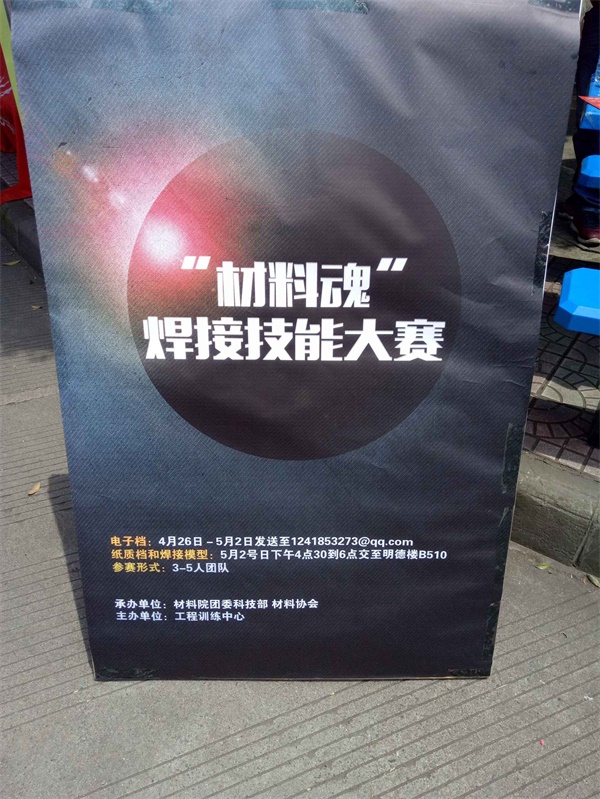 “材料魂”
焊接技能大赛
电子档：4月26日-5月2日发送至1241853273@qq.com
纸质档和焊接模型：5月2号日下午4点30到6点交至明德楼B510
参赛形式：3-5人团队
承办单位：材料院团委科技部 材料协会
主办单位：工程训练中心